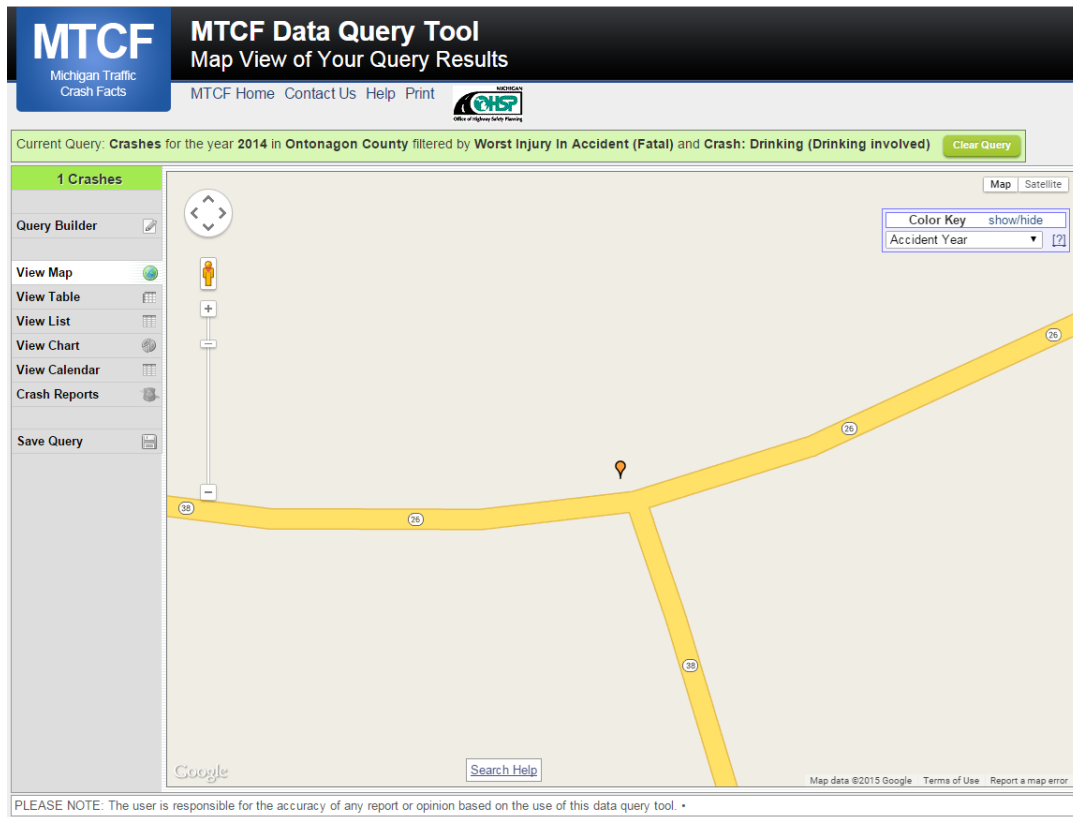 MTCF
Michigan Traffic
Crash Facts
MTCF Data Query Tool
Map View of Your Query Results
MTCF Home Contact Us Help Print
MICHIGAN
OHSP
Office of Highway Safety Planning
Current Query: Crashes for the year 2014 in Ontonagon County filtered by Worst Injury In Accident (Fatal) and Crash: Drinking (Drinking involved) Clear Query
1 Crashes
Query Builder
View Map
View Table
View List
View Chart
View Calendar
Crash Reports
Save Query
Map Satellite
Color Key show/hide
Accident Year [?]
26
26
38
26
38
Google
Search Help
Map data ©2015 Google Terms of Use Report a map error
PLEASE NOTE: The user is responsible for the accuracy of any report or opinion based on the use of this data query tool. •